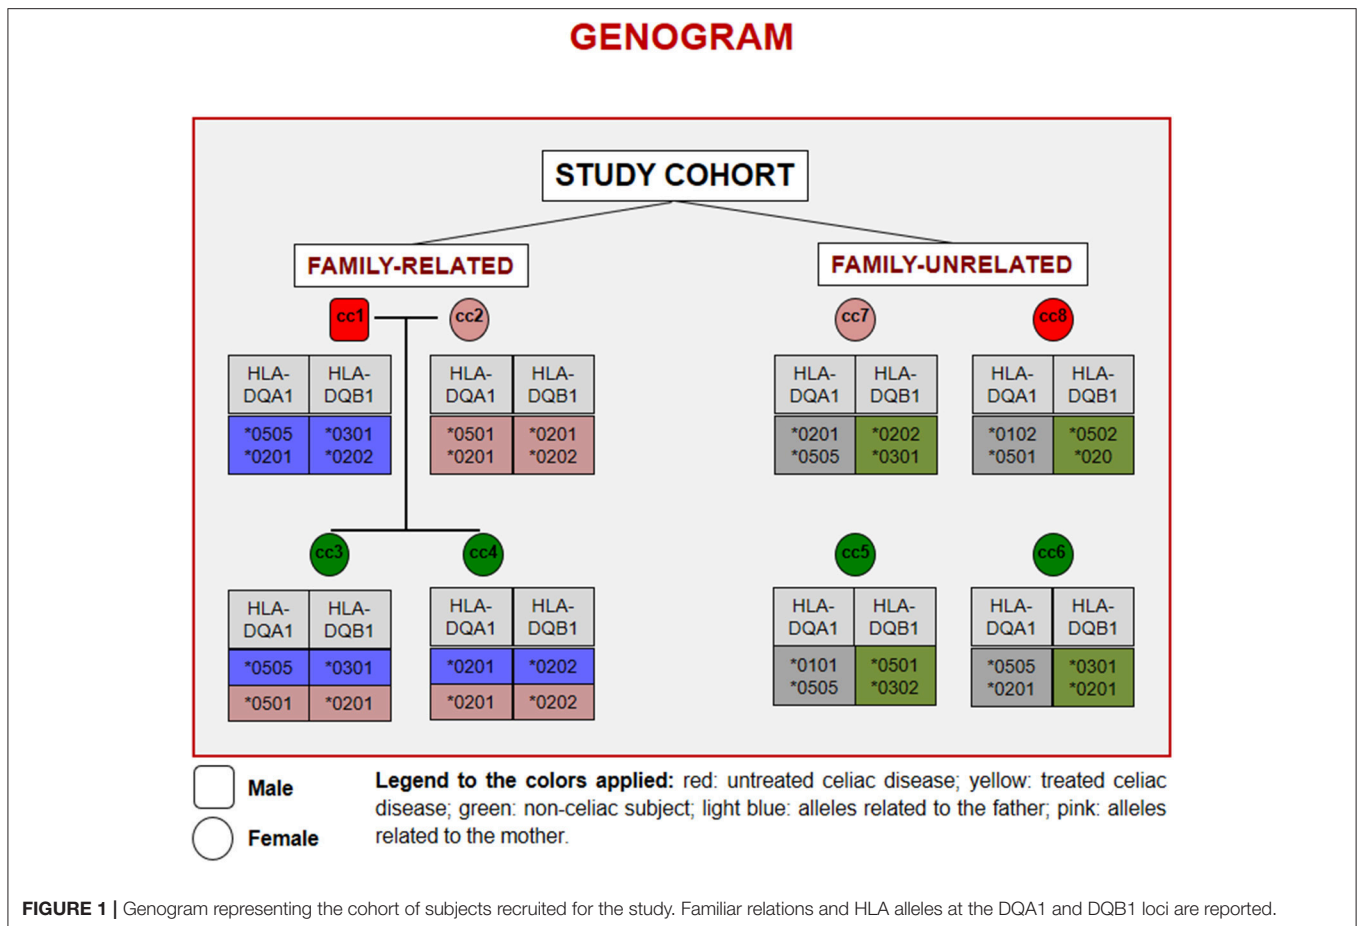 GENOGRAM
STUDY COHORT
FAMILY-RELATED
FAMILY-UNRELATED
cc1
cc2
cc7
cc8
HLA-
DQA1
HLA-
DQB1
*0505
*0301
*0201
*0202
HLA-
DQA1
HLA-
DQB1
*0501
*0201
*0201
*0202
HLA-
DQA1
HLA-
DQB1
*0201
*0202
*0505
*0301
HLA-
DQA1
HLA-
DQB1
*0102
*0502
*0501
*020
cc3
cc4
cc5
cc6
HLA-
DQA1
HLA-
DQB1
*0505
*0301
*0501
*0201
HLA-
DQA1
HLA-
DQB1
*0201
*0202
*0201
*0202
HLA-
DQA1
HLA-
DQB1
*0101
*0501
*0505
*0302
HLA-
DQA1
HLA-
DQB1
*0505
*0301
*0201
*0201
Male
Female
Legend to the colors applied: red: untreated celiac disease; yellow: treated celiac
disease; green: non-celiac subject; light blue: alleles related to the father; pink: alleles
related to the mother.
FIGURE 1 | Genogram representing the cohort of subjects recruited for the study. Familiar relations and HLA alleles at the DQA1 and DQB1 loci are reported.